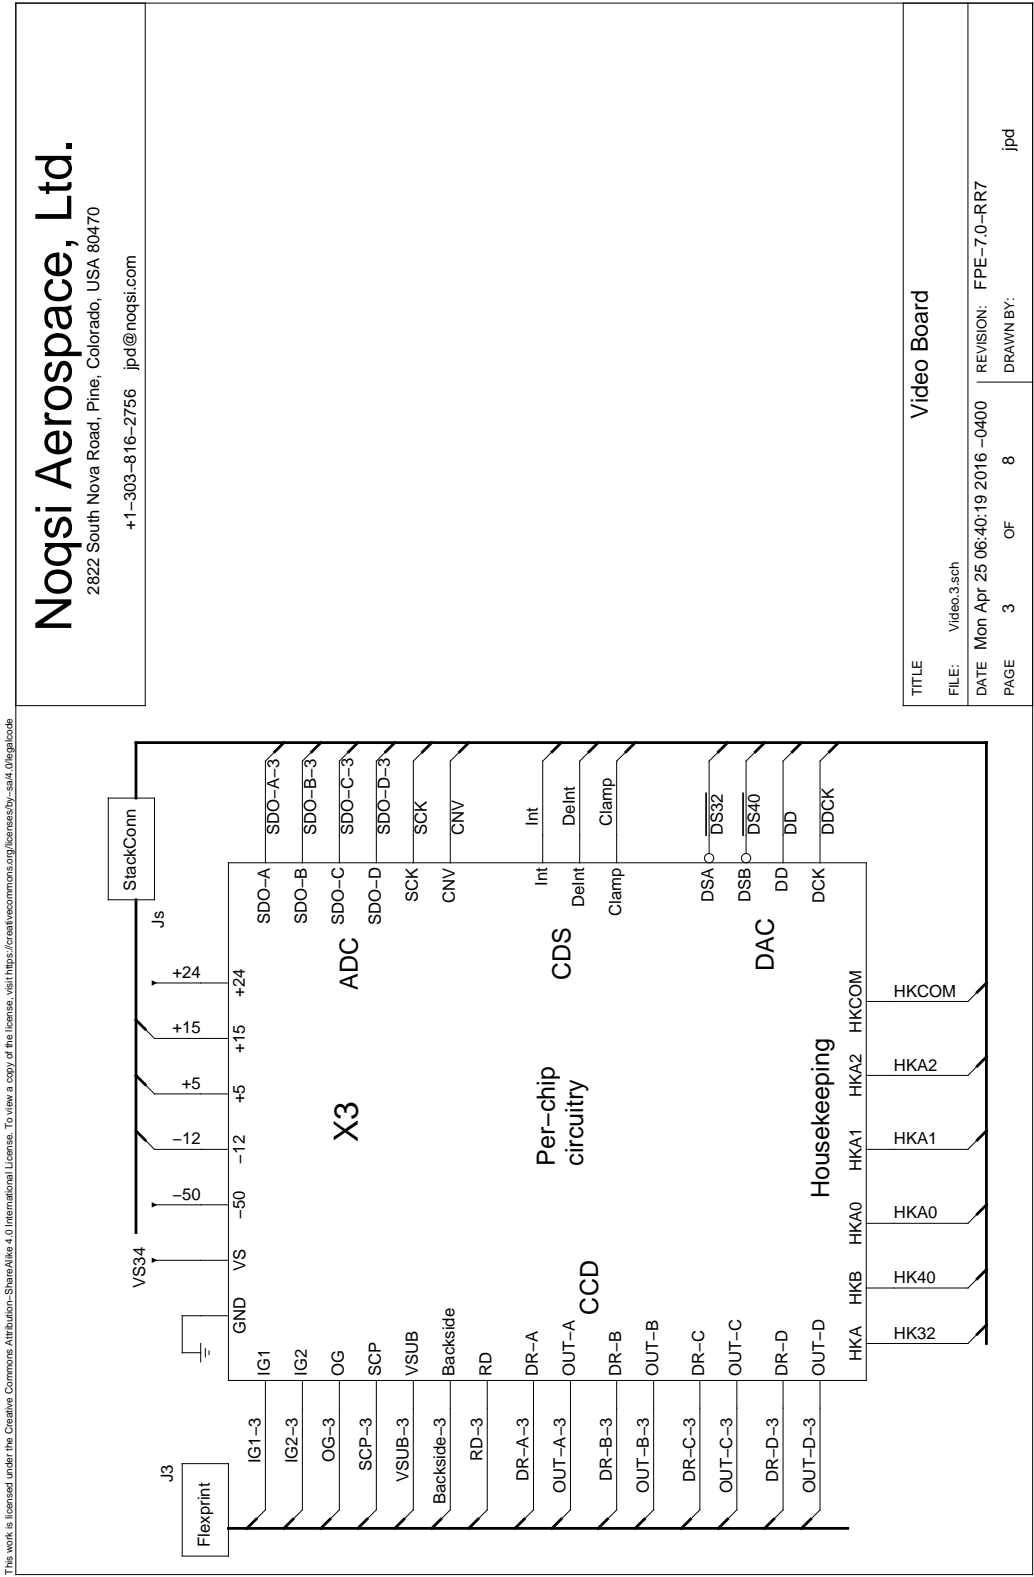 This work is licensed under the Creative Commons Attribution−ShareAlike 4.0 International License. To view a copy of the license, visit https://creativecommons.org/licenses/by−sa/4.0/legalcode
Noqsi Aerospace, Ltd.
2822 South Nova Road, Pine, Colorado, USA 80470
+1−303−816−2756 jpd@noqsi.com
StackConn
Js
J3
Flexprint
VS34
−50
−12
+5
+15
+24
GND
VS
−50
−12
+5
+15
+24
IG1−3
IG1
IG2−3
IG2
OG−3
OG
SCP−3
SCP
VSUB−3
VSUB
Backside−3
Backside
RD−3
RD
DR−A−3
DR−A
OUT−A−3
OUT−A
DR−B−3
DR−B
OUT−B−3
OUT−B
DR−C−3
DR−C
OUT−C−3
OUT−C
DR−D−3
DR−D
OUT−D−3
OUT−D
CCD
X3
Per−chip
circuitry
Housekeeping
ADC
CDS
DAC
SDO−A
SDO−A−3
SDO−B
SDO−B−3
SDO−C
SDO−C−3
SDO−D
SDO−D−3
SCK
SCK
CNV
CNV
Int
Int
DeInt
DeInt
Clamp
Clamp
DSA
DS32
DSB
DS40
DD
DD
DCK
DDCK
HKA
HKB
HKA0
HKA1
HKA2
HKCOM
HK32
HK40
HKA0
HKA1
HKA2
HKCOM
TITLE
Video Board
FILE: Video.3.sch
DATE Mon Apr 25 06:40:19 2016 −0400
REVISION: FPE−7.0−RR7
PAGE 3 OF 8
DRAWN BY: jpd